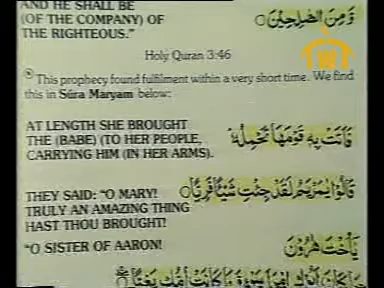 AND HE SHALL BE
(OF THE COMPANY) OF
THE RIGHTEOUS."
وَّمِنَ الصّٰلِحِيْنَ
Holy Quran 3:46
This prophecy found fulfilment within a very short time. We find
this in Sūra Maryam below:
AT LENGTH SHE BROUGHT
THE (BABE) (TO HER PEOPLE,
CARRYING HIM (IN HER ARMS).
فَاَتَتْ بِهٖ قَوْمَهَا تَحْمِلُهٗ
THEY SAID: "O MARY!
TRULY AN AMAZING THING
HAST THOU BROUGHT!
قَالُوْا يٰمَرْيَمُ لَقَدْ جِئْتِ شَيْـًٔا فَرِيًّا
"O SISTER OF AARON!
يٰٓاُخْتَ هٰرُوْنَ
مَا كَانَ اَبُوْكِ امْرَاَ سَوْءٍ وَّمَا كَانَتْ اُمُّكِ بَغِيًّا